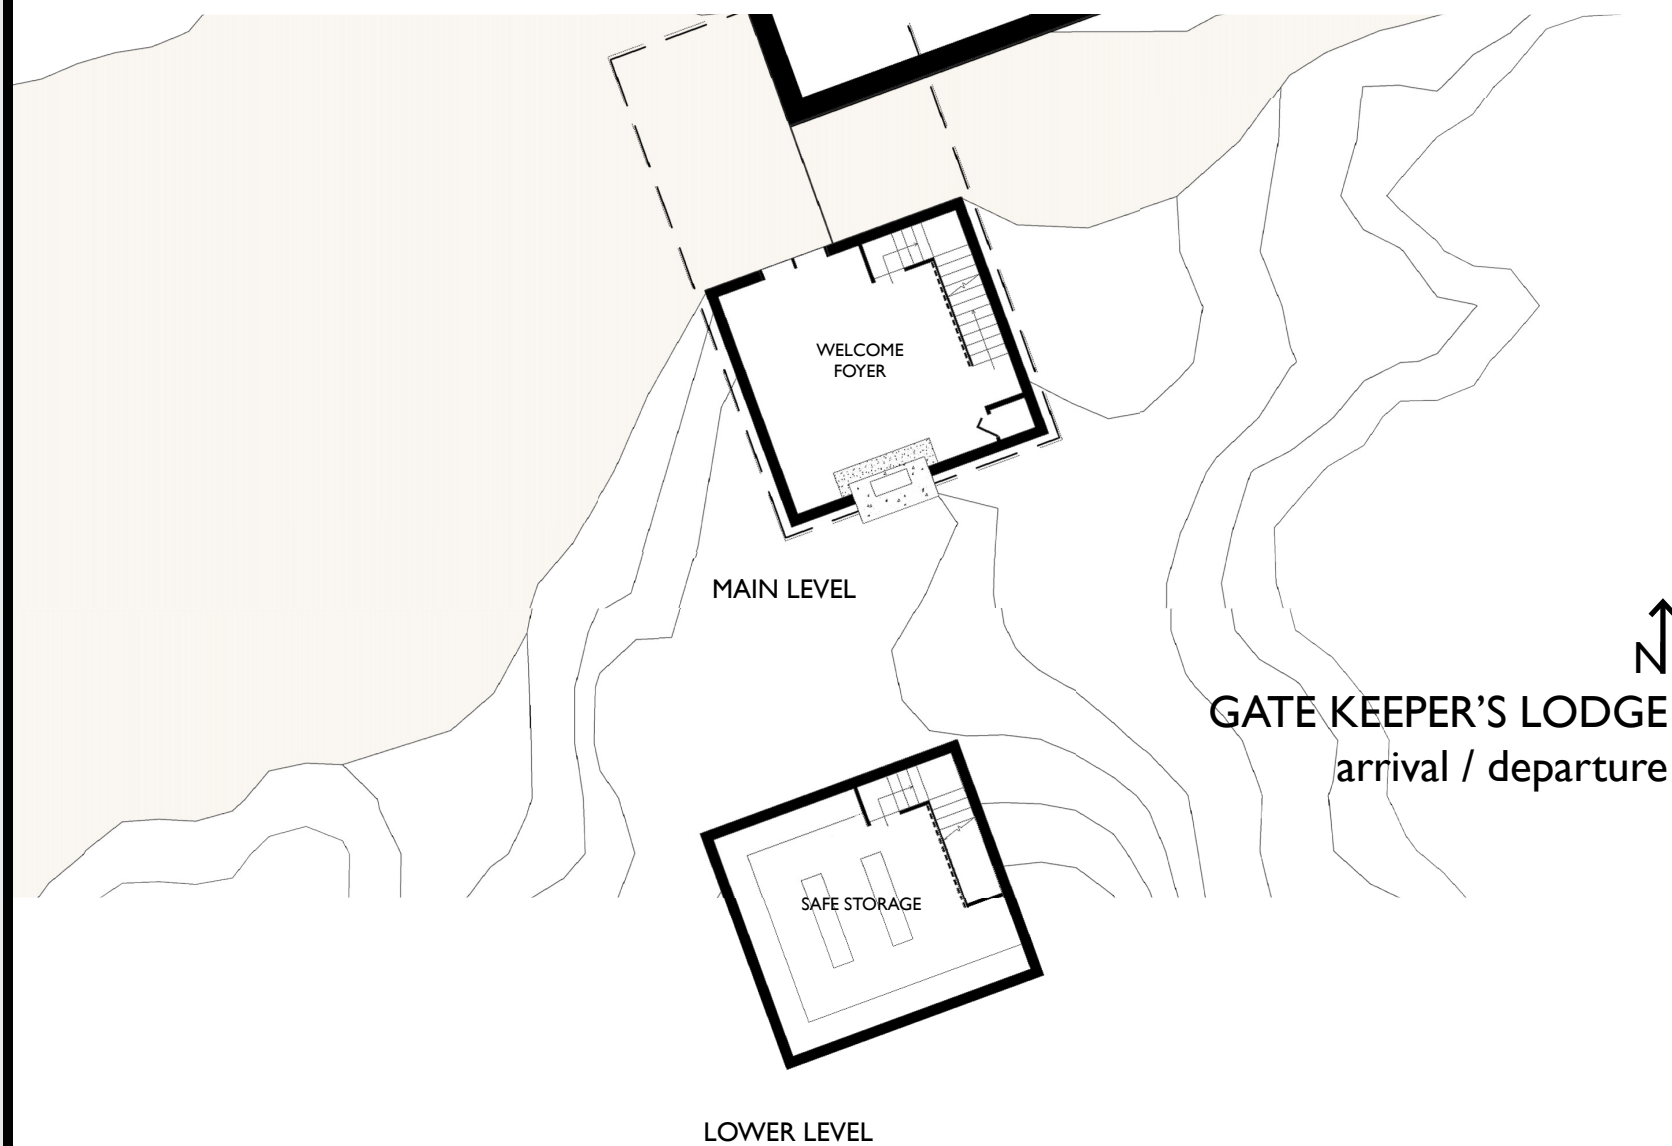 WELCOME
FOYER
MAIN LEVEL
N
GATE KEEPER’S LODGE
arrival / departure
SAFE STORAGE
LOWER LEVEL